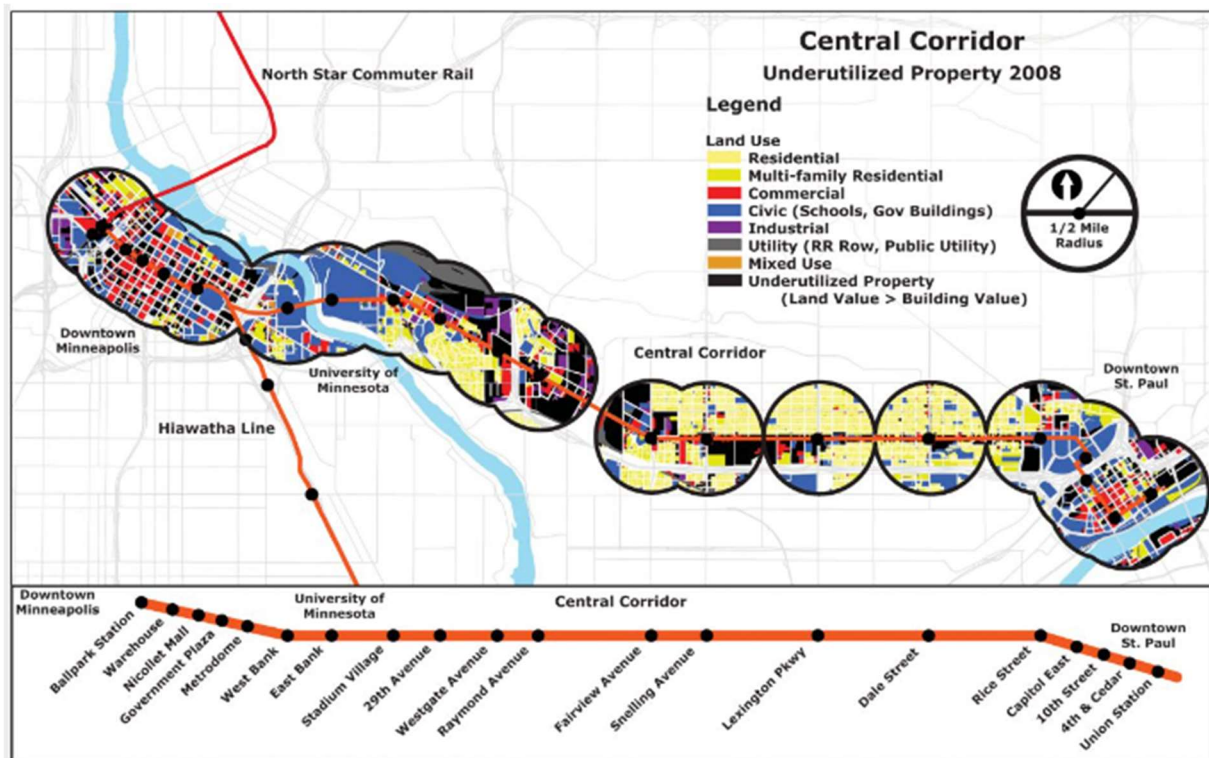 Central Corridor
Underutilized Property 2008
North Star Commuter Rail
Legend
Land Use
Residential
Multi-family Residential
Commercial
Civic (Schools, Gov Buildings)
Industrial
Utility (RR Row, Public Utility)
Mixed Use
Underutilized Property
(Land Value > Building Value)
1/2 Mile
Radius
Downtown
Minneapolis
University of
Minnesota
Hiawatha Line
Central Corridor
Downtown
St. Paul
Downtown
Minneapolis
University of
Minnesota
Central Corridor
Downtown
St. Paul
Ballpark Station
Warehouse
Nicollet Mall
Government Plaza
Metrodome
West Bank
East Bank
Stadium Village
29th Avenue
Westgate Avenue
Raymond Avenue
Fairview Avenue
Snelling Avenue
Lexington Pkwy
Dale Street
Rice Street
Capitol East
10th Street
4th & Cedar
Union Station